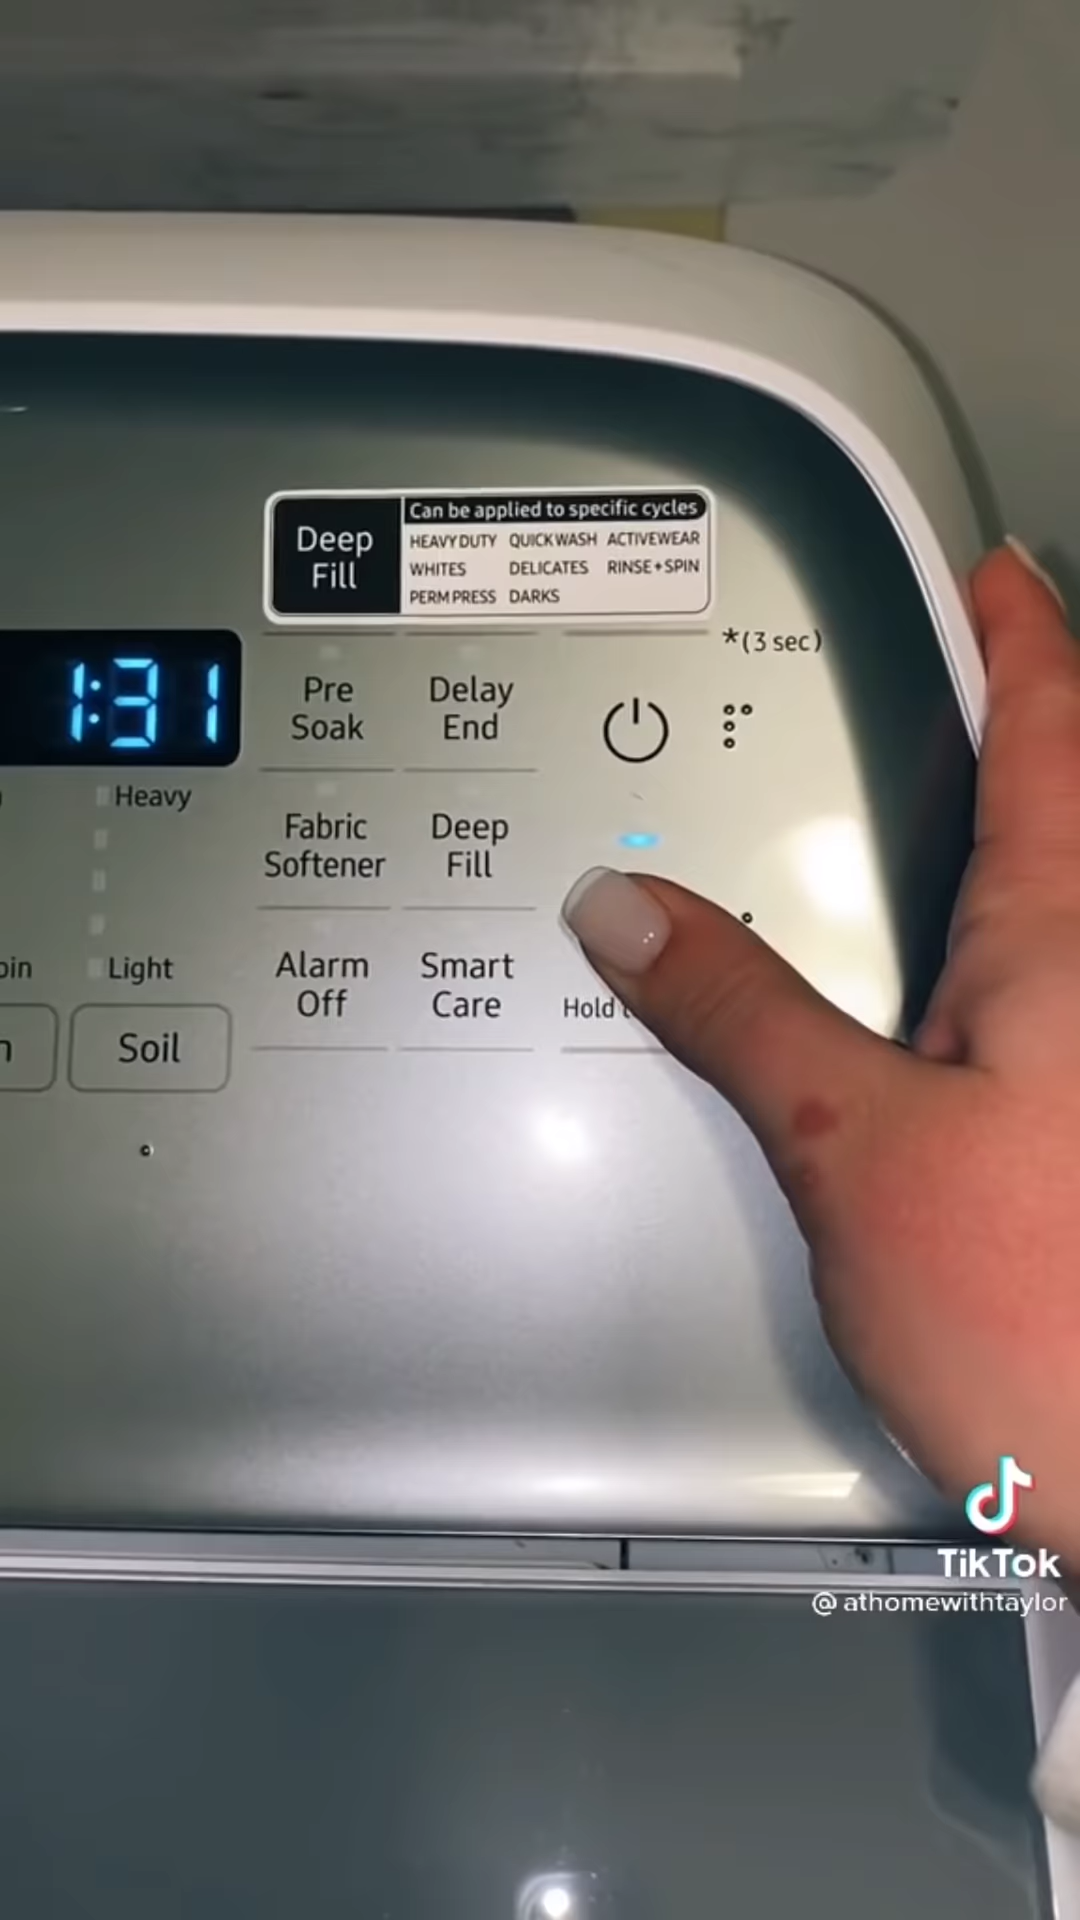 Deep
Fill
Can be applied to specific cycles
HEAVY DUTY QUICK WASH ACTIVEWEAR
WHITES DELICATES RINSE+SPIN
PERM PRESS DARKS
*(3 sec)
1:31
Pre
Soak
Delay
End
Heavy
Fabric
Softener
Deep
Fill
Light
Alarm
Off
Smart
Care
Hold
Soil
TikTok
@athomewithtaylor